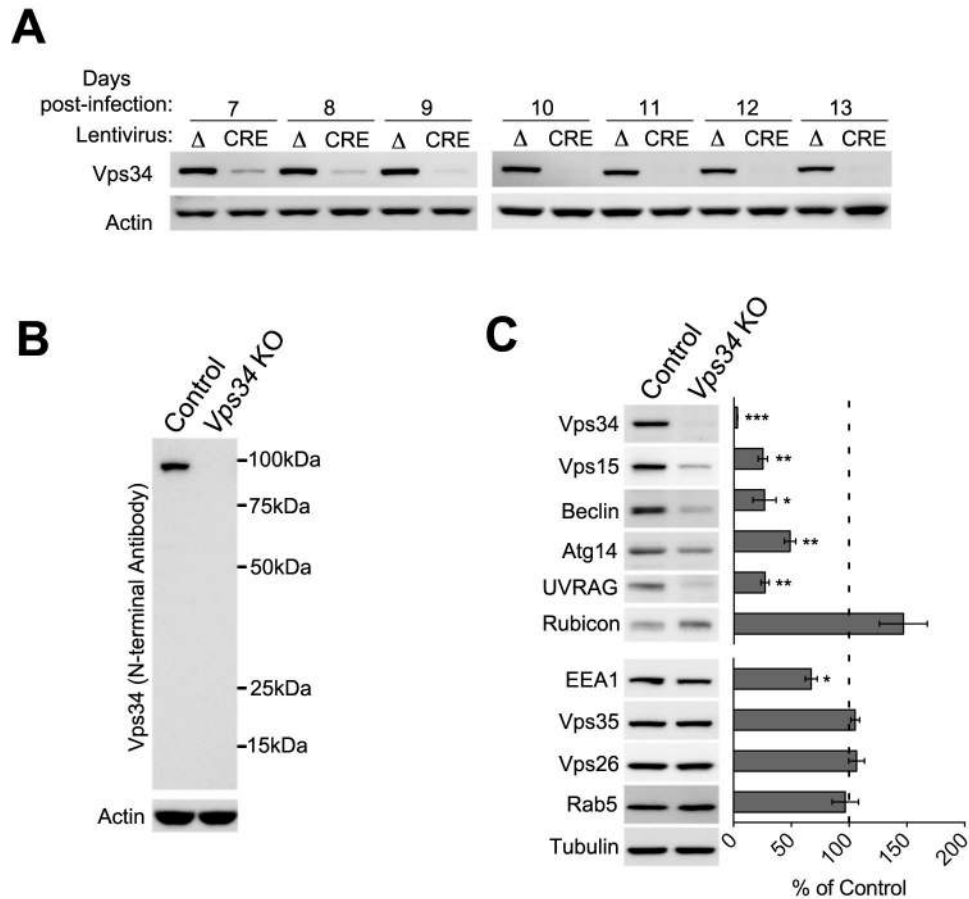 A
Days
post-infection: 7 8 9 10 11 12 13
Lentivirus: Δ CRE Δ CRE Δ CRE Δ CRE Δ CRE Δ CRE Δ CRE
Vps34
Actin
B
Control Vps34 KO
Vps34 (N-terminal Antibody)
100kDa
75kDa
50kDa
25kDa
15kDa
Actin
C
Control Vps34 KO
Vps34 ***
Vps15 **
Beclin *
Atg14 **
UVRAG **
Rubicon
EEA1 *
Vps35
Vps26
Rab5
Tubulin
0 50 100 150 200
% of Control